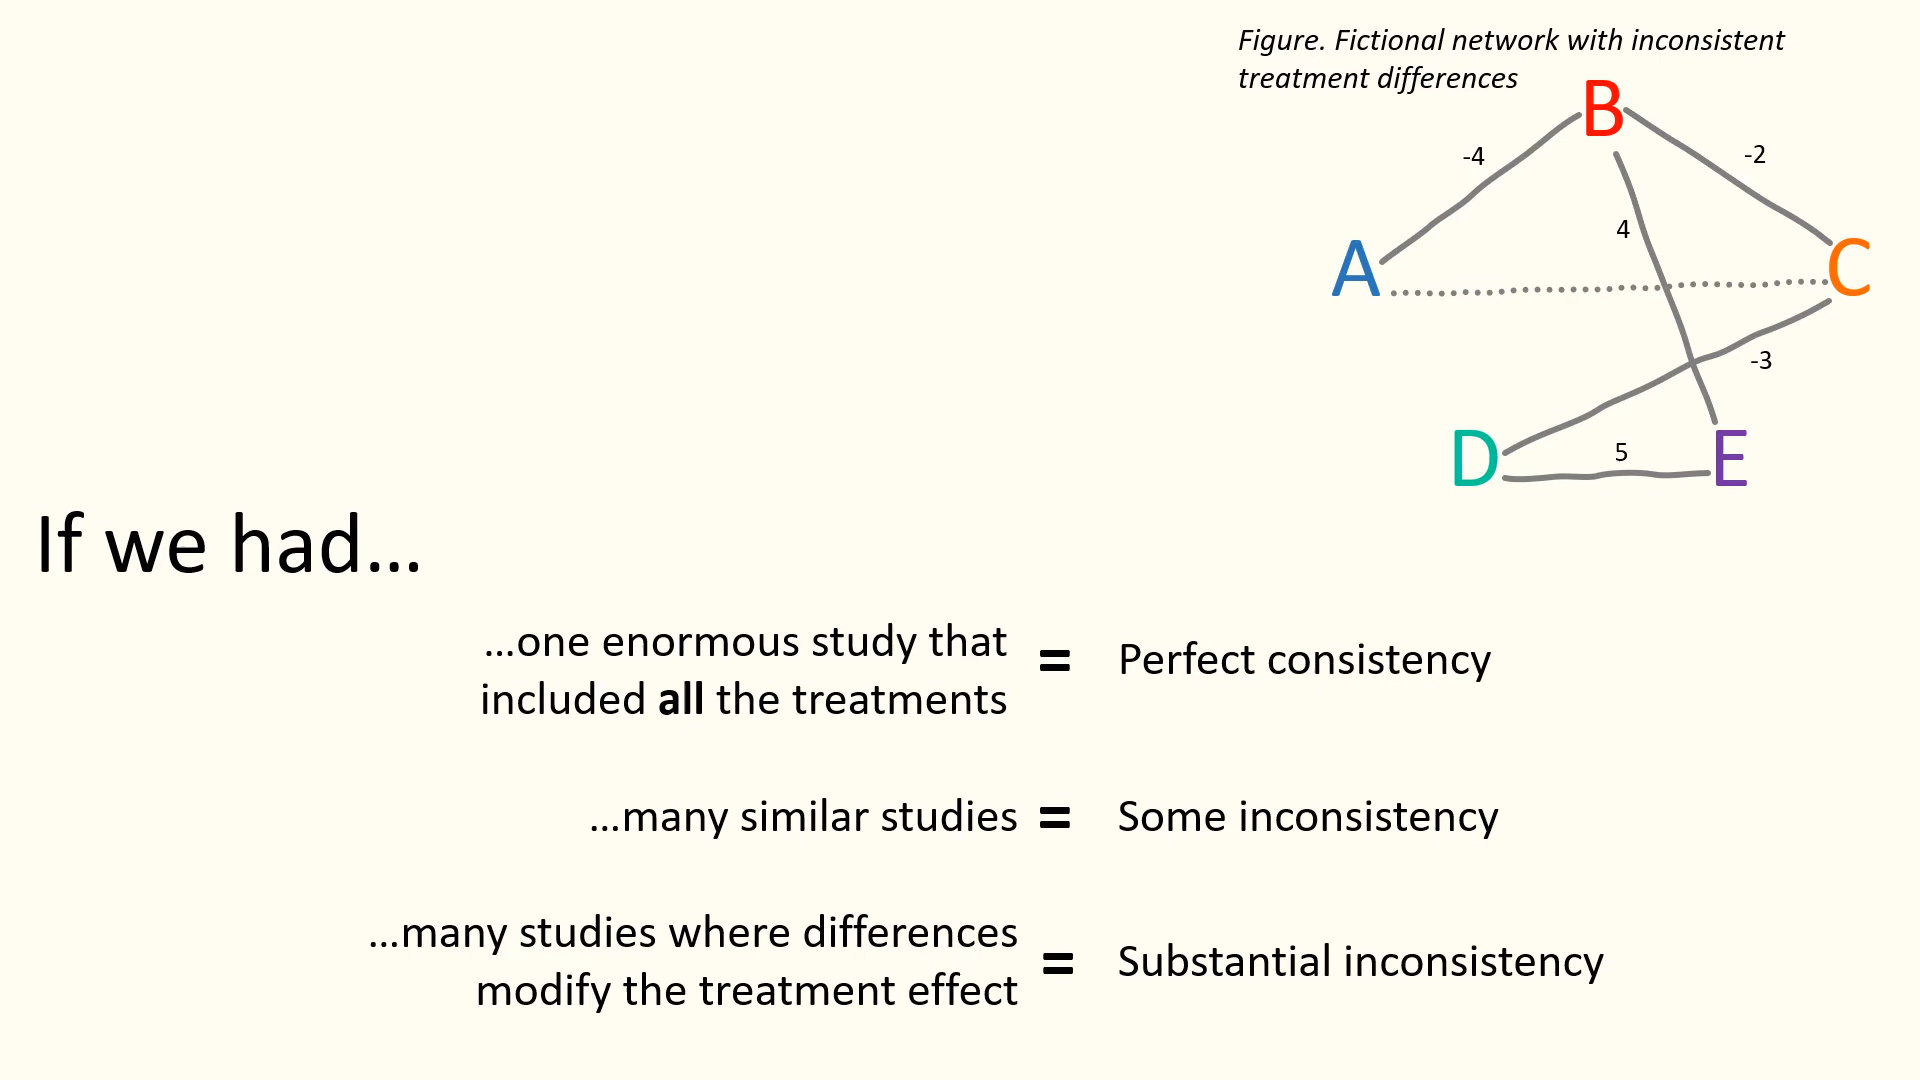 Figure. Fictional network with inconsistent
treatment differences
B
-4
-2
4
A
C
-3
D
5
E
If we had…
…one enormous study that
included all the treatments
=
Perfect consistency
…many similar studies
=
Some inconsistency
…many studies where differences
modify the treatment effect
=
Substantial inconsistency